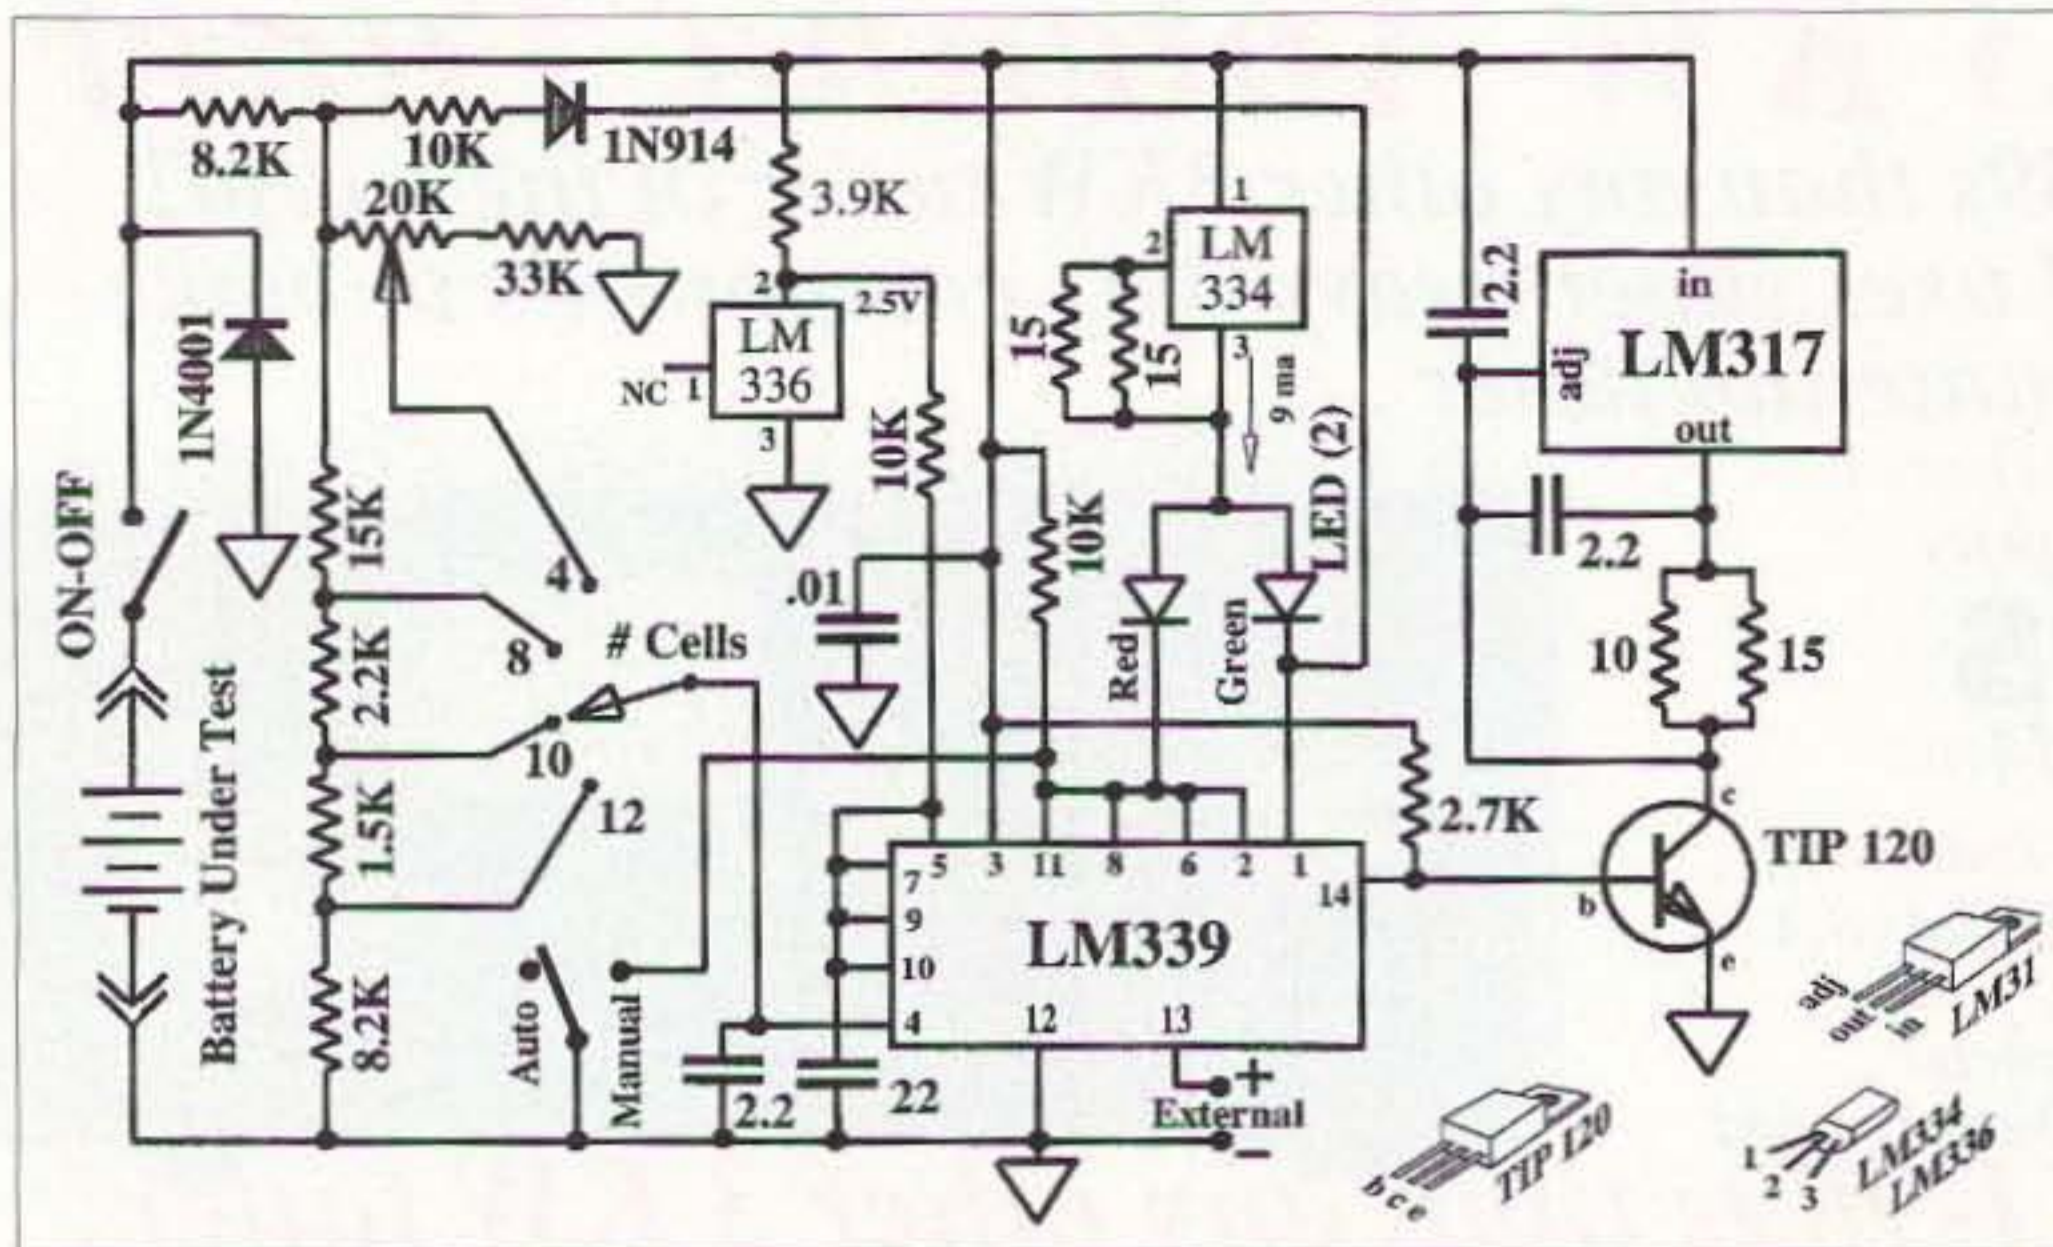 8.2K
10K
1N914
20K
33K
3.9K
1N4001
2
2.5V
LM
336
NC
1
3
10K
1
LM
334
2
3
15
15
9 ma
LED (2)
2.2
in
LM317
adj
out
2.2
10
15
ON-OFF
15K
4
8
# Cells
10
12
2.2K
1.5K
8.2K
.01
10K
Red
Green
2.7K
Battery Under Test
Auto
Manual
5
3
11
8
6
2
1
7
9
10
4
14
LM339
12
13
+
External
−
2.2
22
c
b
e
TIP 120
adj
out
in
LM31
b c e
TIP 120
1
2
3
LM334
LM336